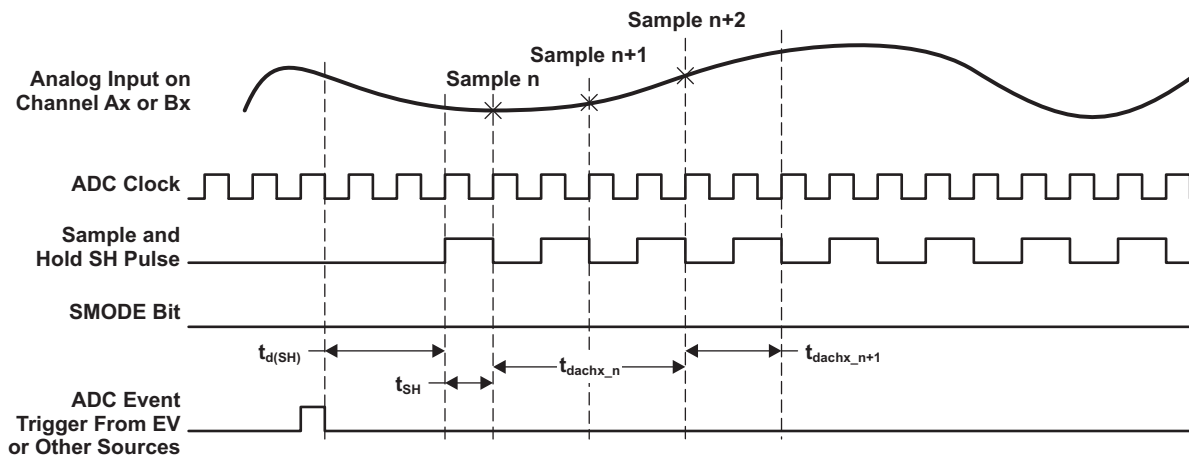 Sample n+2
Sample n+1
Sample n
Analog Input on
Channel Ax or Bx
ADC Clock
Sample and
Hold SH Pulse
SMODE Bit
td(SH)
tdachx_n
tdachx_n+1
tSH
ADC Event
Trigger From EV
or Other Sources